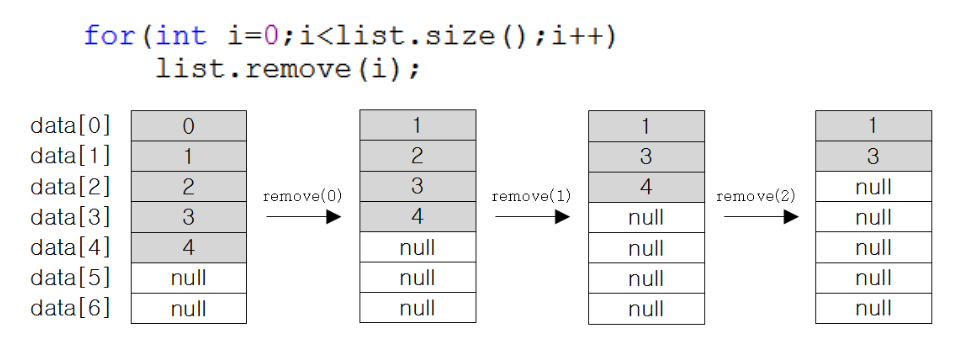 for(int i=0;i<list.size();i++)
list.remove(i);
data[0] 0 1 1 1
data[1] 1 2 3 3
data[2] 2 3 4 null
remove(0) remove(1) remove(2)
data[3] 3 4 null null
data[4] 4 null null null
data[5] null null null null
data[6] null null null null